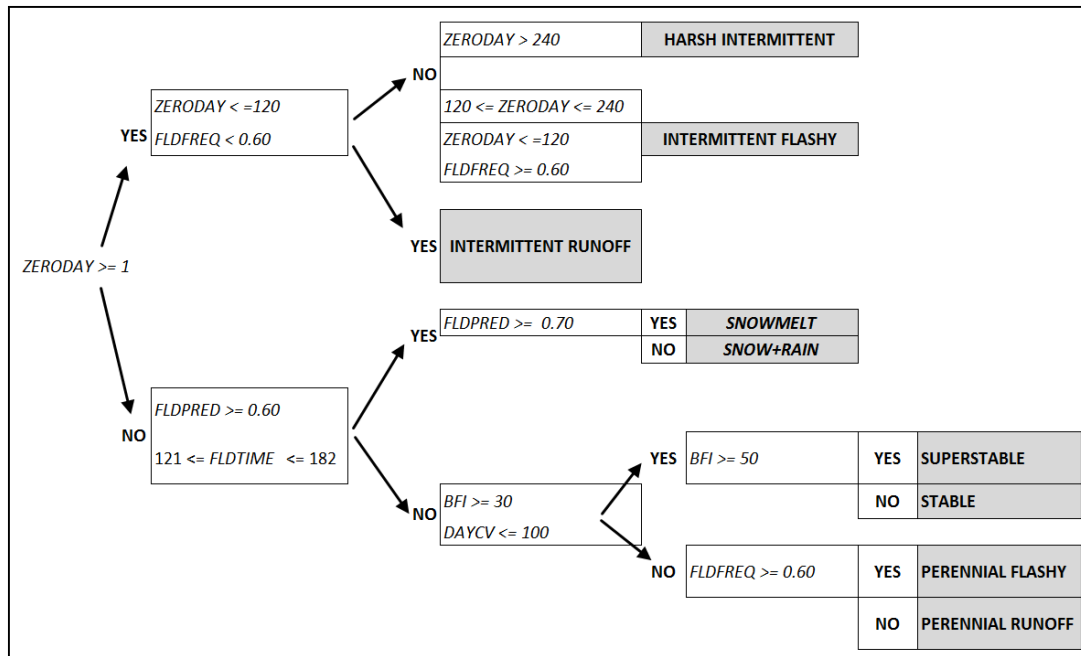 ZERODAY > 240
HARSH INTERMITTENT
NO
ZERODAY < =120
FLDFREQ < 0.60
YES
120 <= ZERODAY <= 240
ZERODAY <=120
FLDFREQ >= 0.60
INTERMITTENT FLASHY
YES
INTERMITTENT RUNOFF
ZERODAY >= 1
YES
FLDPRED >= 0.70
YES
SNOWMELT
NO
SNOW+RAIN
NO
FLDPRED >= 0.60
121 <= FLDTIME <= 182
NO
BFI >= 30
DAYCV <= 100
YES
BFI >= 50
YES
SUPERSTABLE
NO
STABLE
NO
FLDFREQ >= 0.60
YES
PERENNIAL FLASHY
NO
PERENNIAL RUNOFF